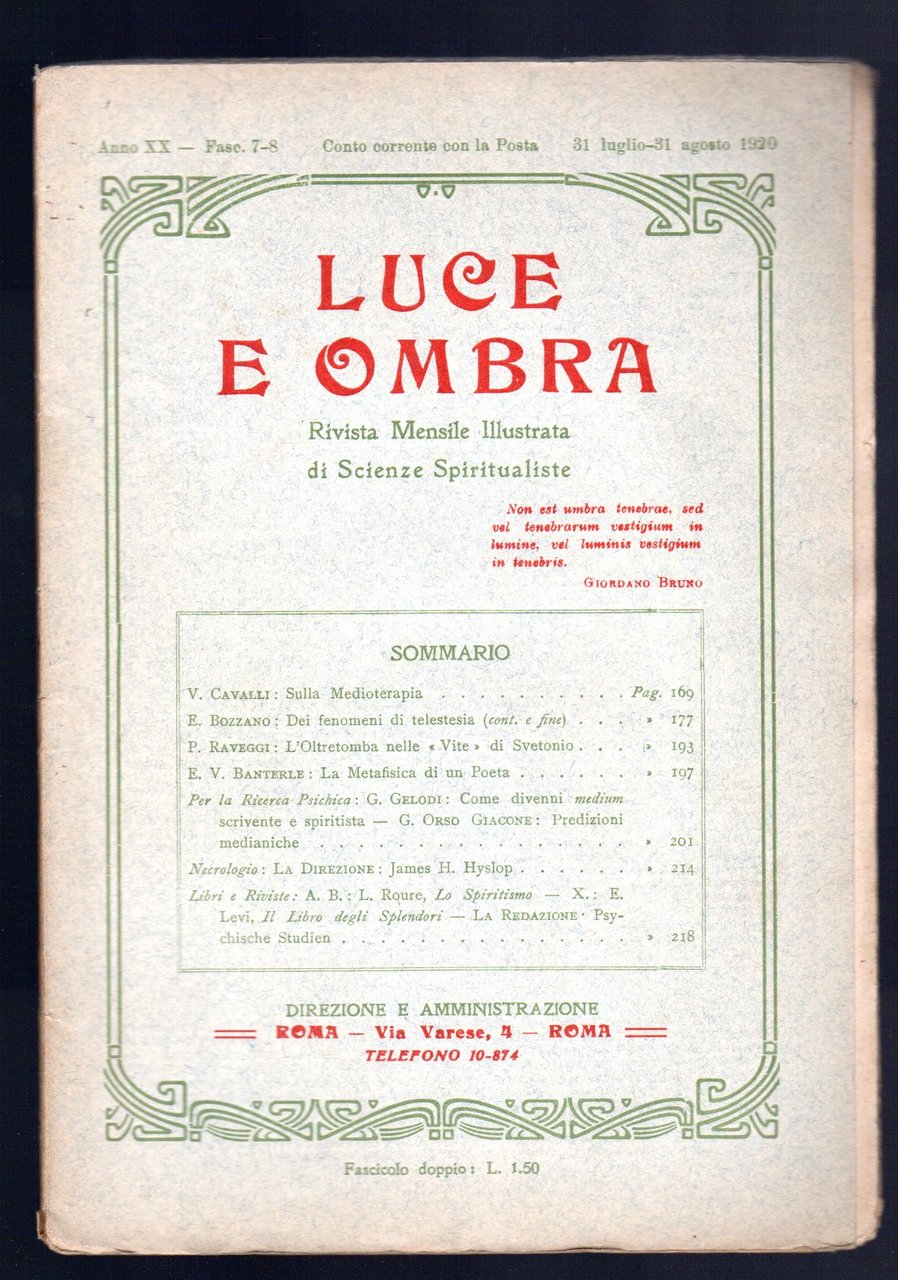 Anno XX — Fasc. 7-8 Conto corrente con la Posta 31 luglio-31 agosto 1920
LUCE
E OMBRA
Rivista Mensile Illustrata
di Scienze Spiritualiste
Non est umbra tenebrae, sed
vel tenebrarum vestigium in
lumine, vel luminis vestigium
in tenebris.
GIORDANO BRUNO
SOMMARIO
V. CAVALLI: Sulla Medioterapia . . . . . . . . . . Pag. 169
E. BOZZANO: Dei fenomeni di telestesia (cont. e fine) . . . » 177
P. RAVEGGI: L'Oltretomba nelle « Vite » di Svetonio . . . » 193
E. V. BANTERLE: La Metafisica di un Poeta . . . . . . » 197
Per la Ricerca Psichica: G. GELODI: Come divenni medium
scrivente e spiritista — G. ORSO GIACONE: Predizioni
medianiche . . . . . . . . . . . . . . . » 201
Necrologio: LA DIREZIONE: James H. Hyslop . . . . . . » 214
Libri e Riviste: A. B.: L. Roure, Lo Spiritismo — X.: E.
Levi, Il Libro degli Splendori — LA REDAZIONE· Psy-
chische Studien . . . . . . . . . . . . . . » 218
DIREZIONE E AMMINISTRAZIONE
ROMA — Via Varese, 4 — ROMA
TELEFONO 10-874
Fascicolo doppio: L. 1.50